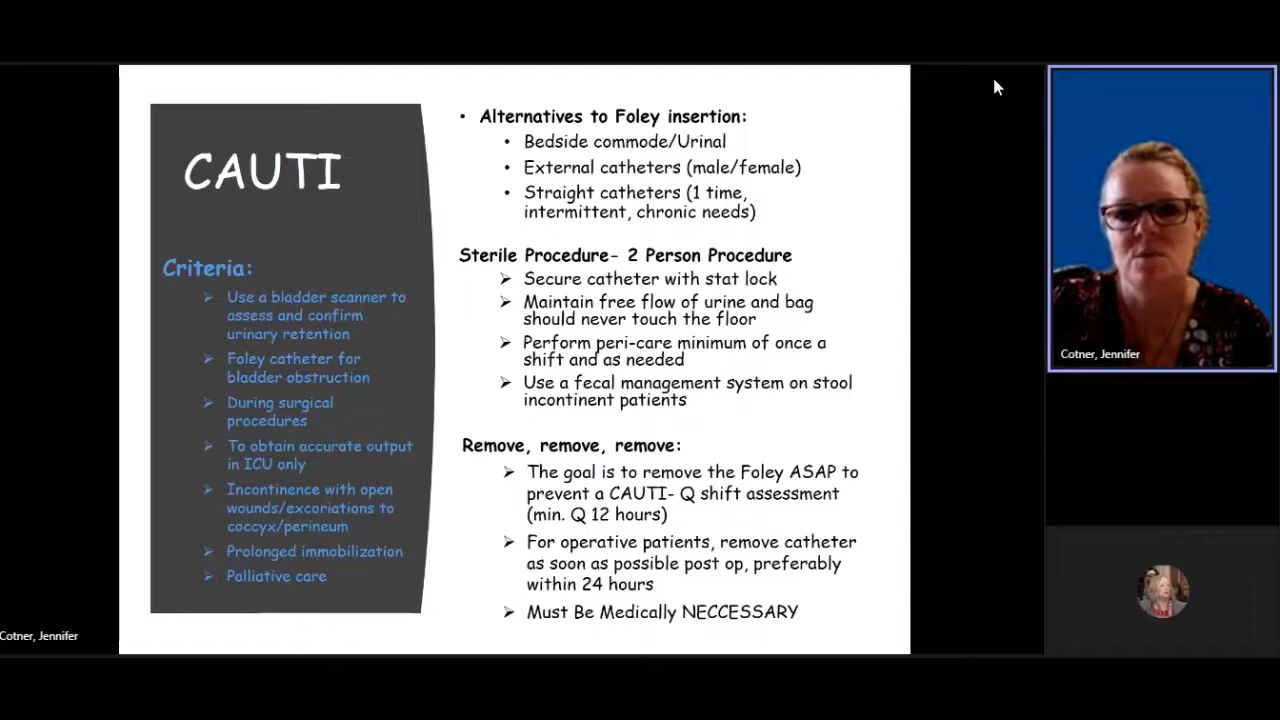 CAUTI
Criteria:
Use a bladder scanner to
assess and confirm
urinary retention
Foley catheter for
bladder obstruction
During surgical
procedures
To obtain accurate output
in ICU only
Incontinence with open
wounds/excoriations to
coccyx/perineum
Prolonged immobilization
Palliative care
• Alternatives to Foley insertion:
• Bedside commode/Urinal
• External catheters (male/female)
• Straight catheters (1 time,
intermittent, chronic needs)
Sterile Procedure- 2 Person Procedure
Secure catheter with stat lock
Maintain free flow of urine and bag
should never touch the floor
Perform peri-care minimum of once a
shift and as needed
Use a fecal management system on stool
incontinent patients
Remove, remove, remove:
The goal is to remove the Foley ASAP to
prevent a CAUTI- Q shift assessment
(min. Q 12 hours)
For operative patients, remove catheter
as soon as possible post op, preferably
within 24 hours
Must Be Medically NECCESSARY
Cotner, Jennifer
Cotner, Jennifer